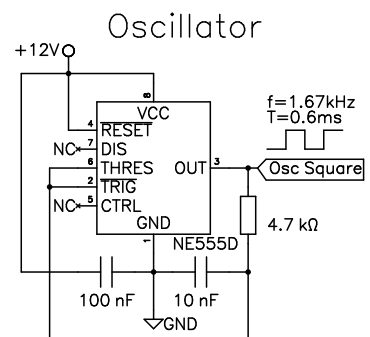 Oscillator
+12V
f=1.67kHz
T=0.6ms
8
VCC
4 RESET
NC 7 DIS
6 THRES OUT 3 Osc Square
2 TRIG
NC 5 CTRL
GND
1 NE555D
4.7 kΩ
100 nF 10 nF
GND